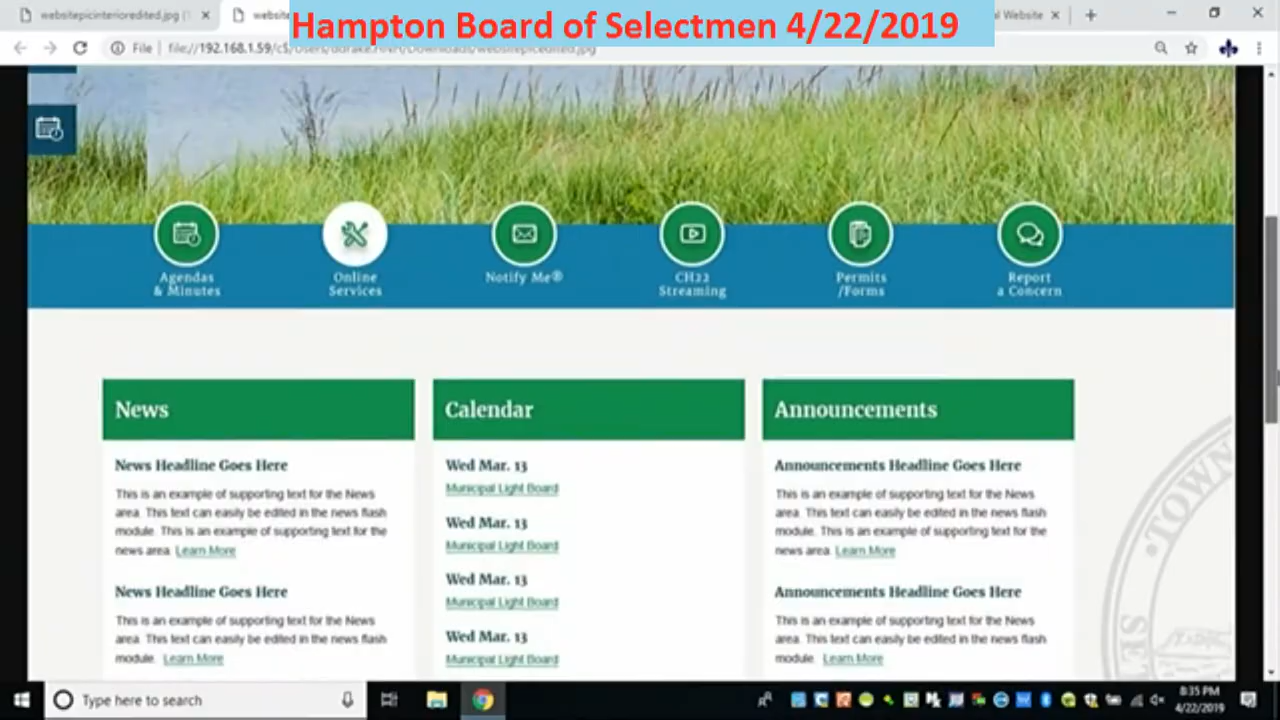 websitepicinterioredited.jpg (1
Hampton Board of Selectmen 4/22/2019
Website
File
Agendas
& Minutes
Online
Services
Notify Me®
CH22
Streaming
Permits
/Forms
Report
a Concern
News
News Headline Goes Here
This is an example of supporting text for the News
area. This text can easily be edited in the news flash
module. This is an example of supporting text for the
news area. Learn More
News Headline Goes Here
This is an example of supporting text for the News
area. This text can easily be edited in the news flash
module. Learn More
Calendar
Wed Mar. 13
Municipal Light Board
Wed Mar. 13
Municipal Light Board
Wed Mar. 13
Municipal Light Board
Wed Mar. 13
Municipal Light Board
Announcements
Announcements Headline Goes Here
This is an example of supporting text for the News
area. This text can easily be edited in the news flash
module. This is an example of supporting text for the
news area. Learn More
Announcements Headline Goes Here
This is an example of supporting text for the News
area. This text can easily be edited in the news flash
module. Learn More
TOWN
SE
Type here to search
8:35 PM
4/22/2019